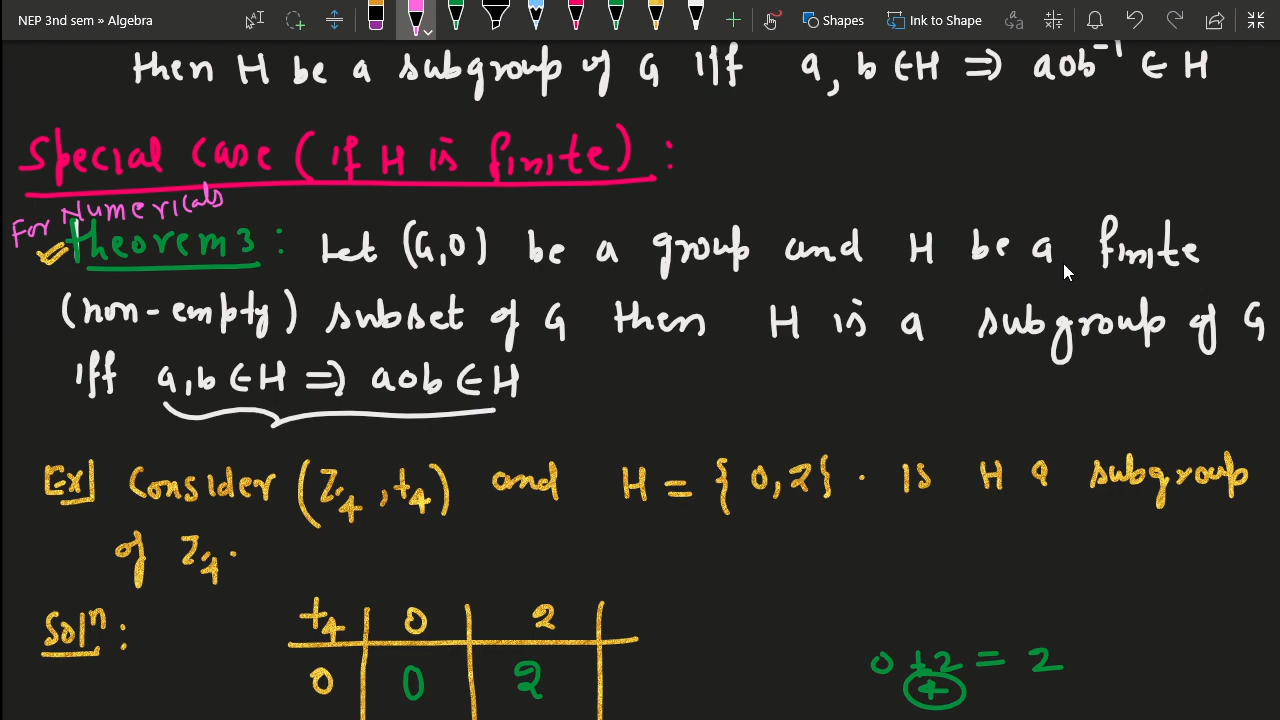 NEP 3nd sem » Algebra
Shapes
Ink to Shape
then H be a subgroup of G iff a, b ∈ H ⇒ aob⁻¹ ∈ H
Special case (if H is finite) :
For Numericals
Theorem 3 : Let (G,o) be a group and H be a finite
(non-empty) subset of G then H is a subgroup of G
iff a,b ∈ H ⇒ aob ∈ H
Ex] Consider (Z₄, +₄) and H = { 0, 2 } . Is H a subgroup
of Z₄.
Solⁿ :
+₄ 0 2
0 0 2
0 +₄ 2 = 2